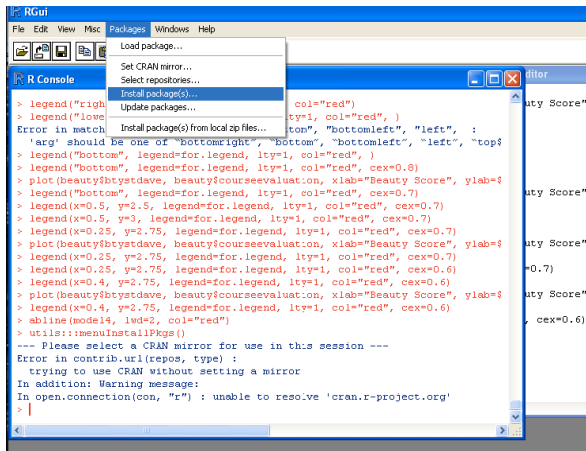 RGui
File Edit View Misc Packages Windows Help
Load package...
Set CRAN mirror...
Select repositories...
Install package(s)...
Update packages...
Install package(s) from local zip files...
R Console
ditor
> legend("righ col="red")
> legend("lowe ty=1, col="red", )
Error in match tom", "bottomleft", "left", :
'arg' should be one of “bottomright”, “bottom”, “bottomleft”, “left”, “top$
> legend("bottom", legend=for.legend, lty=1, col="red", )
> legend("bottom", legend=for.legend, lty=1, col="red", cex=0.8)
> plot(beauty$btystdave, beauty$courseevaluation, xlab="Beauty Score", ylab=$
> legend("bottom", legend=for.legend, lty=1, col="red", cex=0.7)
> legend(x=0.5, y=2.5, legend=for.legend, lty=1, col="red", cex=0.7)
> legend(x=0.5, y=3, legend=for.legend, lty=1, col="red", cex=0.7)
> legend(x=0.25, y=2.75, legend=for.legend, lty=1, col="red", cex=0.7)
> plot(beauty$btystdave, beauty$courseevaluation, xlab="Beauty Score", ylab=$
> legend(x=0.25, y=2.75, legend=for.legend, lty=1, col="red", cex=0.7)
> legend(x=0.25, y=2.75, legend=for.legend, lty=1, col="red", cex=0.6)
> legend(x=0.4, y=2.75, legend=for.legend, lty=1, col="red", cex=0.6)
> plot(beauty$btystdave, beauty$courseevaluation, xlab="Beauty Score", ylab=$
> legend(x=0.4, y=2.75, legend=for.legend, lty=1, col="red", cex=0.6)
> abline(model4, lwd=2, col="red")
> utils:::menuInstallPkgs()
--- Please select a CRAN mirror for use in this session ---
Error in contrib.url(repos, type) :
trying to use CRAN without setting a mirror
In addition: Warning message:
In open.connection(con, "r") : unable to resolve 'cran.r-project.org'
>
uty Score"
uty Score"
uty Score"
=0.7)
uty Score"
, cex=0.6)